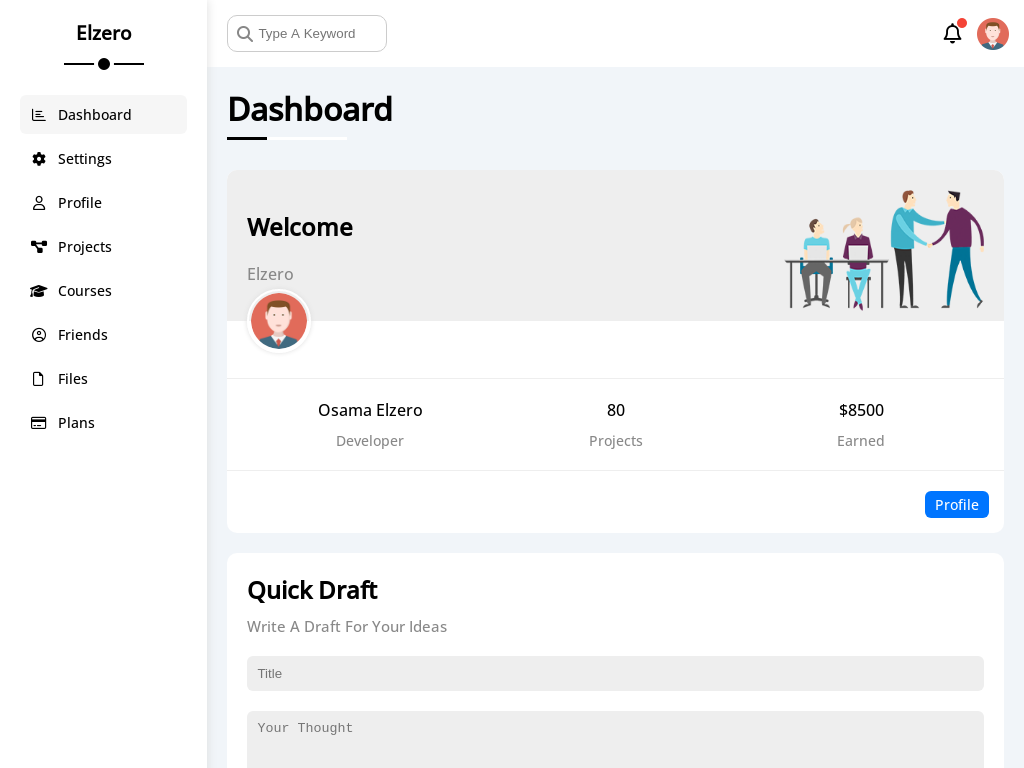 Elzero
Dashboard
Settings
Profile
Projects
Courses
Friends
Files
Plans
Type A Keyword
Dashboard
Welcome
Elzero
Osama Elzero
Developer
80
Projects
$8500
Earned
Profile
Quick Draft
Write A Draft For Your Ideas
Title
Your Thought